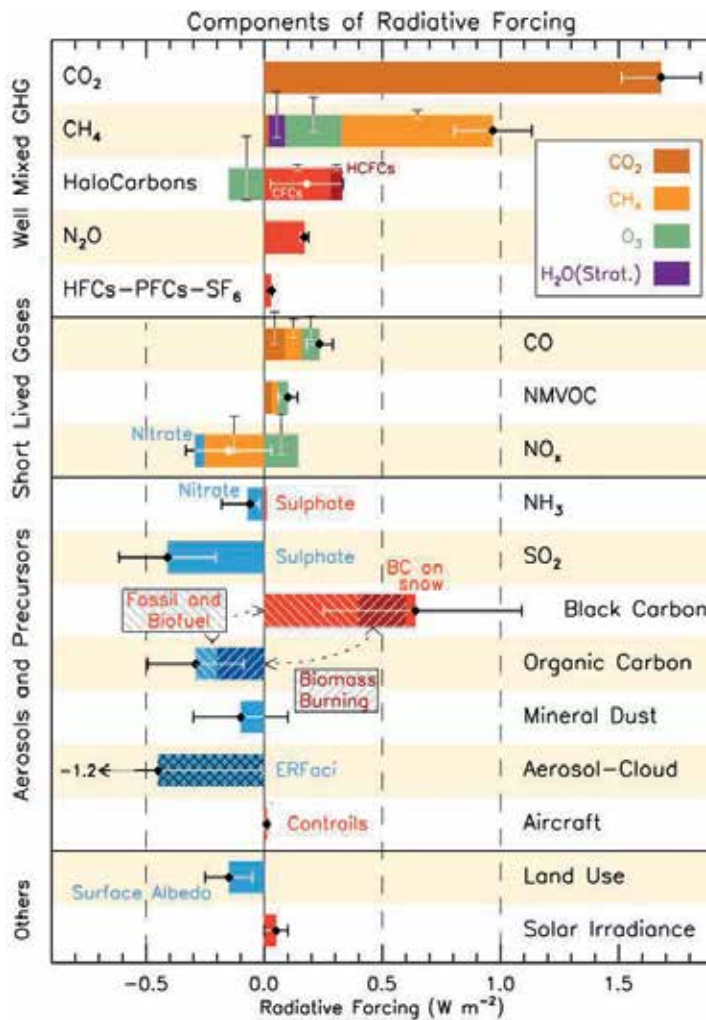 Components of Radiative Forcing
Well Mixed GHG
CO₂
CH₄
HaloCarbons
CFCs
HCFCs
N₂O
HFCs-PFCs-SF₆
CO₂
CH₄
O₃
H₂O(Strat.)
Short Lived Gases
CO
NMVOC
Nitrate
NOₓ
Aerosols and Precursors
Nitrate
Sulphate
NH₃
Sulphate
SO₂
BC on
snow
Black Carbon
Fossil and
Biofuel
Organic Carbon
Biomass
Burning
Mineral Dust
-1.2
ERFaci
Aerosol-Cloud
Contrails
Aircraft
Others
Land Use
Surface Albedo
Solar Irradiance
-0.5 0.0 0.5 1.0
Radiative Forcing (W m⁻²)